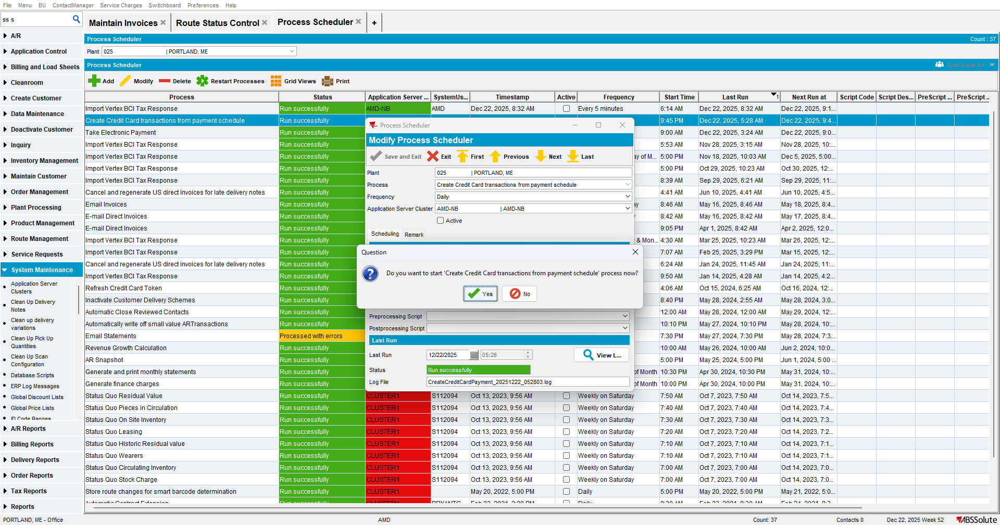 File Menu BU ContactManager Service Charges Switchboard Preferences Help
ss s
Maintain Invoices Route Status Control Process Scheduler +
A/R
Application Control
Billing and Load Sheets
Cleanroom
Create Customer
Data Maintenance
Deactivate Customer
Inquiry
Inventory Management
Maintain Customer
Order Management
Plant Processing
Product Management
Route Management
Service Requests
System Maintenance
Application Server
Clusters
Clean Up Delivery
Notes
Clean up delivery
variations
Clean Up Pick Up
Quantities
Clean Up Scan
Configuration
Database Scripts
ERP Log Messages
Global Discount Lists
Global Price Lists
ID Code Ranges
A/R Reports
Billing Reports
Delivery Reports
Order Reports
Tax Reports
Reports
Process Scheduler Count : 37
Plant 025 | PORTLAND, ME
Process Scheduler Grid View All
Add Modify Delete Restart Processes Grid Views Print
Process Status Application Server ... SystemUs... Timestamp Active Frequency Start Time Last Run 1 Next Run at Script Code Script Des... PreScript ... PreScript ..
Import Vertex BCI Tax Response Run successfully AMD-NB AMD Dec 22, 2025, 8:32 AM Every 5 minutes 6:14 AM Dec 22, 2025, 8:32 AM Dec 22, 2025, 9:1...
Create Credit Card transactions from payment schedule Run successfully 9:45 PM Dec 22, 2025, 5:28 AM Dec 22, 2025, 9:4...
Take Electronic Payment Run successfully 9:00 AM Dec 22, 2025, 3:24 AM Dec 22, 2025, 9:0...
Import Vertex BCI Tax Response Run successfully 5:53 AM Nov 28, 2025, 3:15 AM Nov 28, 2025, 10:...
Import Vertex BCI Tax Response Run successfully ay of M... 5:00 PM Nov 18, 2025, 10:03 AM Dec 5, 2025, 5:00...
Import Vertex BCI Tax Response Run successfully 5:00 PM Oct 29, 2025, 10:23 AM Oct 30, 2025, 12:...
Import Vertex BCI Tax Response Run successfully 8:39 AM Sep 29, 2025, 6:21 AM Sep 29, 2025, 11:...
Cancel and regenerate US direct invoices for late delivery notes Run successfully 4:41 AM Jun 10, 2025, 4:41 AM Jun 10, 2025, 4:5...
Email Invoices Run successfully ay 8:46 AM May 16, 2025, 8:46 AM May 18, 2025, 8:4...
E-mail Direct Invoices Run successfully 8:42 AM May 16, 2025, 8:42 AM May 17, 2025, 8:4...
E-mail Direct Invoices Run successfully 9:05 PM Apr 1, 2025, 8:42 AM Apr 2, 2025, 12:0...
Import Vertex BCI Tax Response Run successfully & Mon... 4:30 AM Mar 25, 2025, 10:23 AM Mar 26, 2025, 12:...
Import Vertex BCI Tax Response Run successfully 7:07 AM Feb 25, 2025, 3:29 PM Mar 15, 2025, 12:...
Cancel and regenerate US direct invoices for late delivery notes Run successfully 6:24 AM Jan 24, 2025, 11:45 AM Jan 24, 2025, 11:...
Import Vertex BCI Tax Response Run successfully 9:50 AM Jan 14, 2025, 4:28 AM Jan 14, 2025, 4:2...
Refresh Credit Card Token Run successfully 4:06 AM Oct 15, 2024, 6:25 AM Oct 16, 2024, 12:...
Inactivate Customer Delivery Schemes Run successfully 8:40 PM May 28, 2024, 2:55 AM May 28, 2024, 3:0...
Automatic Close Reviewed Contacts Run successfully 12:00 AM May 28, 2024, 12:00 AM May 29, 2024, 12:...
Automatically write off small value ARTransactions Run successfully 10:10 PM May 27, 2024, 10:10 PM May 28, 2024, 10:...
Email Statements Processed with errors 7:30 PM May 27, 2024, 7:30 PM May 28, 2024, 7:3...
Revenue Growth Calculation Run successfully 10:00 AM May 26, 2024, 10:00 AM Jun 2, 2024, 10:0...
AR Snapshot Run successfully 5:00 PM May 25, 2024, 5:00 PM Jun 1, 2024, 5:00 ...
Generate and print monthly statements Run successfully of Month 10:30 PM Apr 30, 2024, 10:30 PM May 31, 2024, 10:...
Generate finance charges Run successfully of Month 10:00 PM Apr 30, 2024, 10:00 PM May 31, 2024, 10:...
Status Quo Residual Value Run successfully CLUSTER1 S112094 Oct 13, 2023, 9:56 AM Weekly on Saturday 7:50 AM Oct 7, 2023, 7:50 AM Oct 14, 2023, 7:5...
Status Quo Pieces in Circulation Run successfully CLUSTER1 S112094 Oct 13, 2023, 9:56 AM Weekly on Saturday 7:40 AM Oct 7, 2023, 7:40 AM Oct 14, 2023, 7:4...
Status Quo On Site Inventory Run successfully CLUSTER1 S112094 Oct 13, 2023, 9:56 AM Weekly on Saturday 7:30 AM Oct 7, 2023, 7:30 AM Oct 14, 2023, 7:3...
Status Quo Leasing Run successfully CLUSTER1 S112094 Oct 13, 2023, 9:56 AM Weekly on Saturday 7:20 AM Oct 7, 2023, 7:20 AM Oct 14, 2023, 7:2...
Status Quo Historic Residual value Run successfully CLUSTER1 S112094 Oct 13, 2023, 9:56 AM Weekly on Saturday 7:10 AM Oct 7, 2023, 7:10 AM Oct 14, 2023, 7:1...
Status Quo Wearers Run successfully CLUSTER1 S112094 Oct 13, 2023, 9:56 AM Weekly on Saturday 7:10 AM Oct 7, 2023, 7:10 AM Oct 14, 2023, 7:1...
Status Quo Circulating Inventory Run successfully CLUSTER1 S112094 Oct 13, 2023, 9:56 AM Weekly on Saturday 7:00 AM Oct 7, 2023, 7:00 AM Oct 14, 2023, 7:0...
Status Quo Stock Charge Run successfully CLUSTER1 S112094 Oct 13, 2023, 9:56 AM Weekly on Saturday 7:00 AM Oct 7, 2023, 7:00 AM Oct 14, 2023, 7:0...
Store route changes for smart barcode determination Run successfully CLUSTER1 May 20, 2022, 5:00 PM Daily 5:00 PM May 20, 2022, 5:00 PM May 21, 2022, 5:0...
Automatic Contract Extension Run successfully CLUSTER1 Daily
Process Scheduler
Modify Process Scheduler
Save and Exit Exit First Previous Next Last
Plant 025 | PORTLAND, ME
Process Create Credit Card transactions from payment schedule
Frequency Daily
Application Server Cluster AMD-NB | AMD-NB
Active
Scheduling Remark
Question
Do you want to start 'Create Credit Card transactions from payment schedule' process now?
Yes No
Preprocessing Script
Postprocessing Script
Last Run
Last Run 12/22/2025 05:28 View L...
Status Run successfully
Log File CreateCreditCardPayment_20251222_052803.log
PORTLAND, ME - Office AMD Count: 37 Contacts 0 Dec 22, 2025 Week 52 ABSSolute